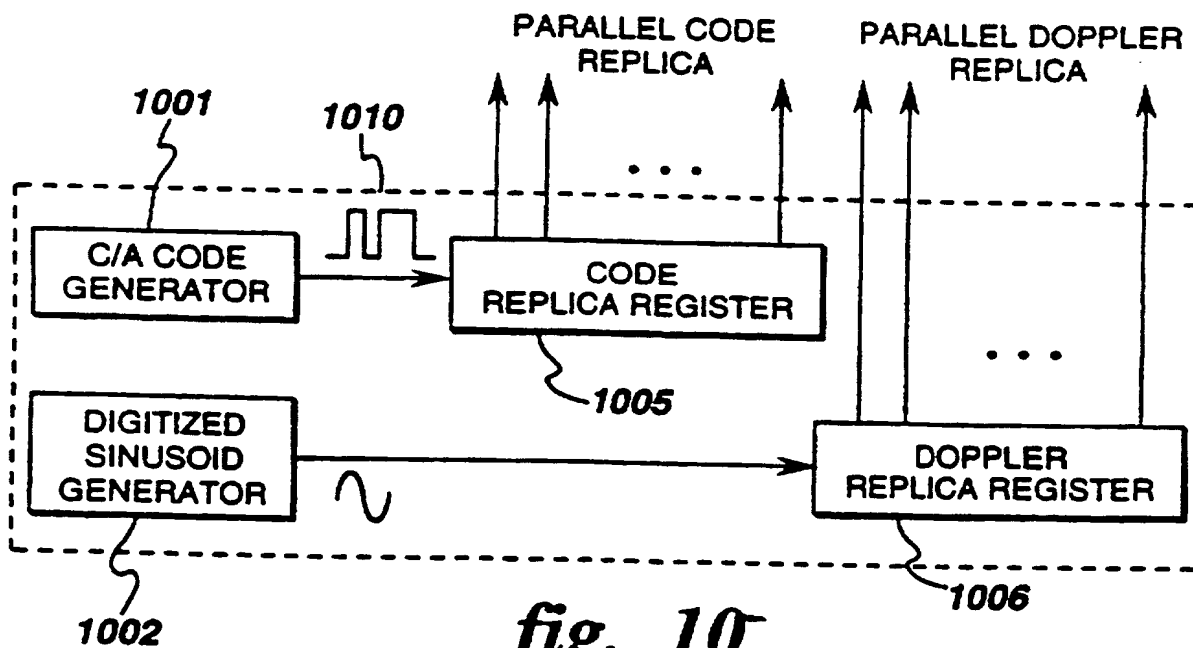 PARALLEL CODE
REPLICA
PARALLEL DOPPLER
REPLICA
1001
1010
C/A CODE
GENERATOR
CODE
REPLICA REGISTER
1005
DIGITIZED
SINUSOID
GENERATOR
DOPPLER
REPLICA REGISTER
1002
1006
fig. 10